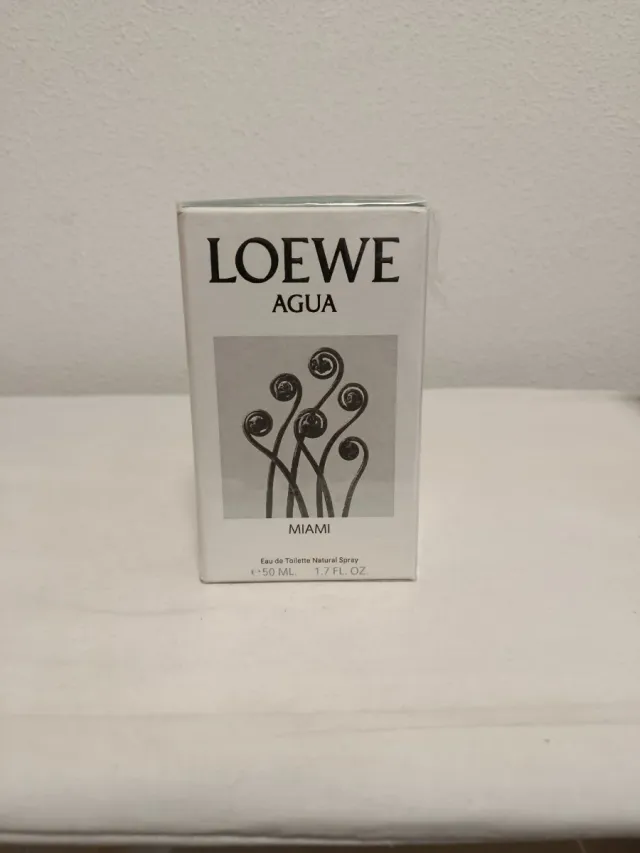 LOEWE
AGUA
MIAMI
Eau de Toilette Natural Spray
℮ 50 ML. 1.7 FL. OZ.